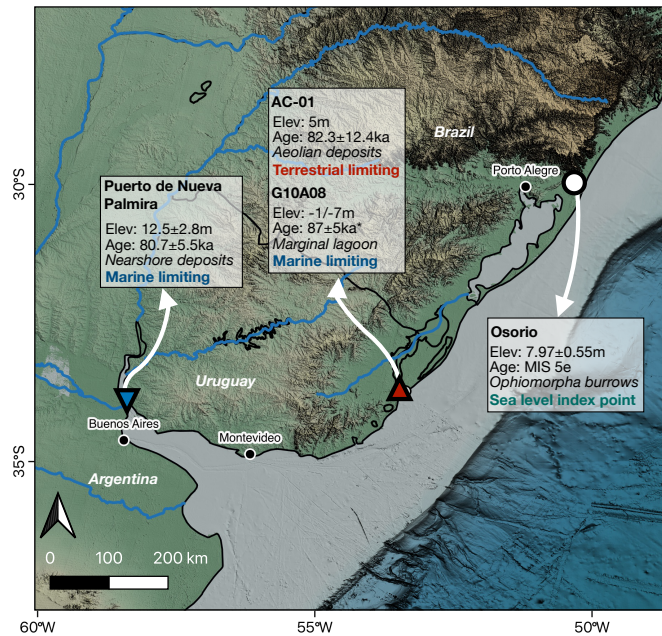 AC-01
Elev: 5m
Age: 82.3±12.4ka
Aeolian deposits
Terrestrial limiting
G10A08
Elev: -1/-7m
Age: 87±5ka*
Marginal lagoon
Marine limiting
Brazil
Porto Alegre
30°S
Puerto de Nueva
Palmira
Elev: 12.5±2.8m
Age: 80.7±5.5ka
Nearshore deposits
Marine limiting
Osorio
Elev: 7.97±0.55m
Age: MIS 5e
Ophiomorpha burrows
Sea level index point
Uruguay
Buenos Aires
Montevideo
35°S
Argentina
0 100 200 km
60°W 55°W 50°W